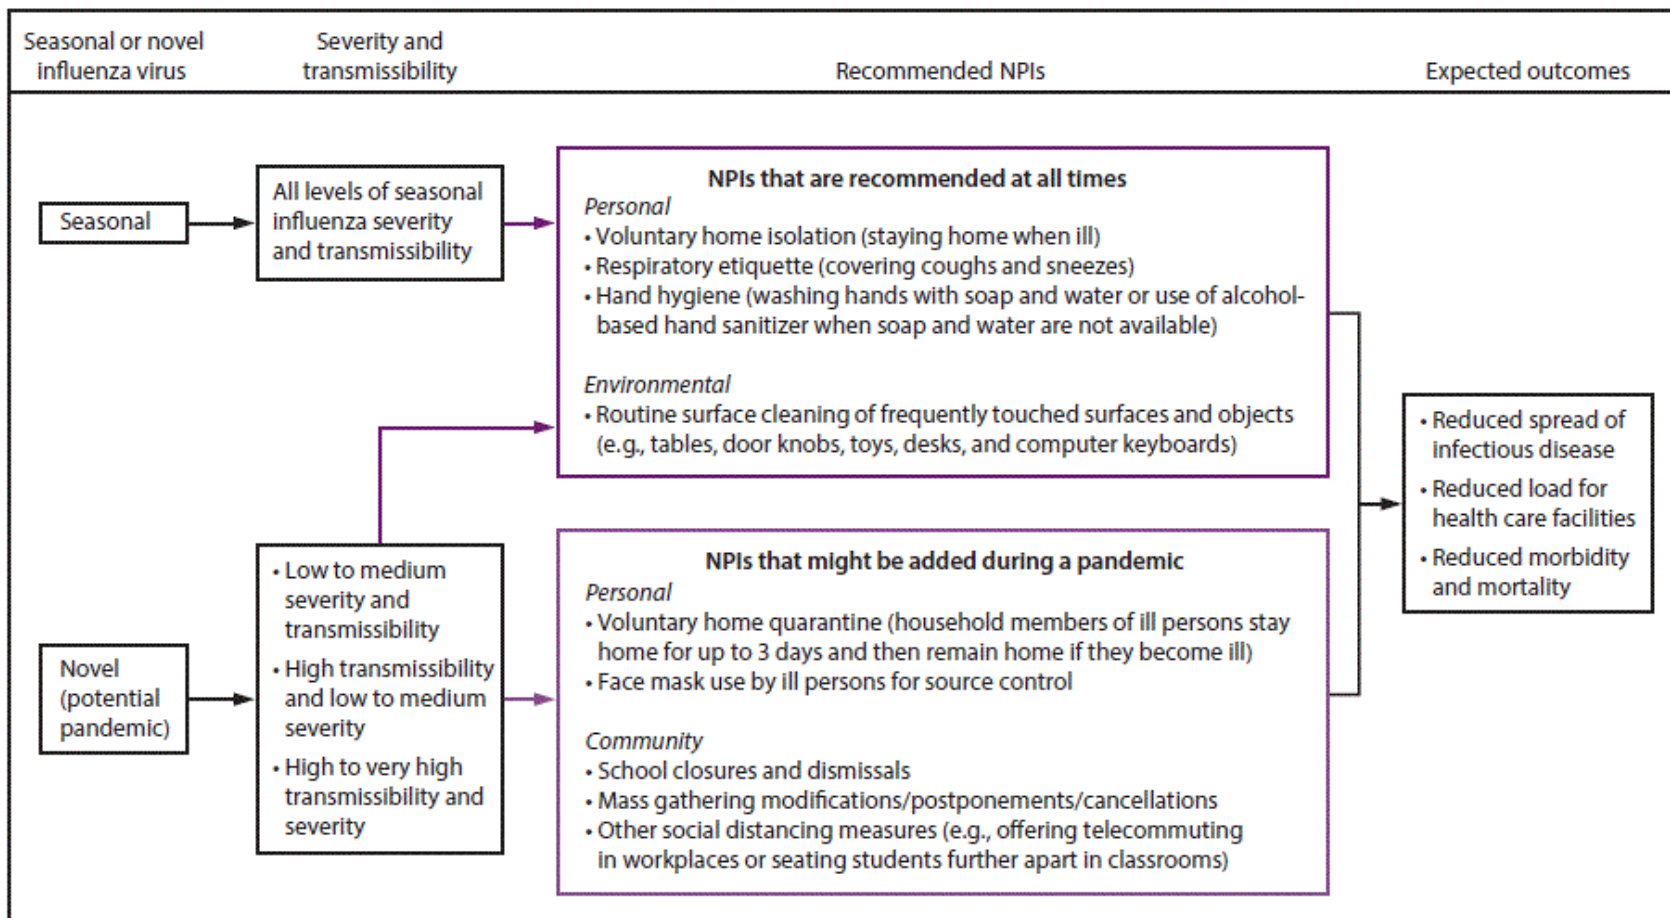 Seasonal or novel
influenza virus
Severity and
transmissibility
Recommended NPIs
Expected outcomes
Seasonal
All levels of seasonal
influenza severity
and transmissibility
NPIs that are recommended at all times
Personal
• Voluntary home isolation (staying home when ill)
• Respiratory etiquette (covering coughs and sneezes)
• Hand hygiene (washing hands with soap and water or use of alcohol-
based hand sanitizer when soap and water are not available)
Environmental
• Routine surface cleaning of frequently touched surfaces and objects
(e.g., tables, door knobs, toys, desks, and computer keyboards)
Novel
(potential
pandemic)
• Low to medium
severity and
transmissibility
• High transmissibility
and low to medium
severity
• High to very high
transmissibility and
severity
NPIs that might be added during a pandemic
Personal
• Voluntary home quarantine (household members of ill persons stay
home for up to 3 days and then remain home if they become ill)
• Face mask use by ill persons for source control
Community
• School closures and dismissals
• Mass gathering modifications/postponements/cancellations
• Other social distancing measures (e.g., offering telecommuting
in workplaces or seating students further apart in classrooms)
• Reduced spread of
infectious disease
• Reduced load for
health care facilities
• Reduced morbidity
and mortality